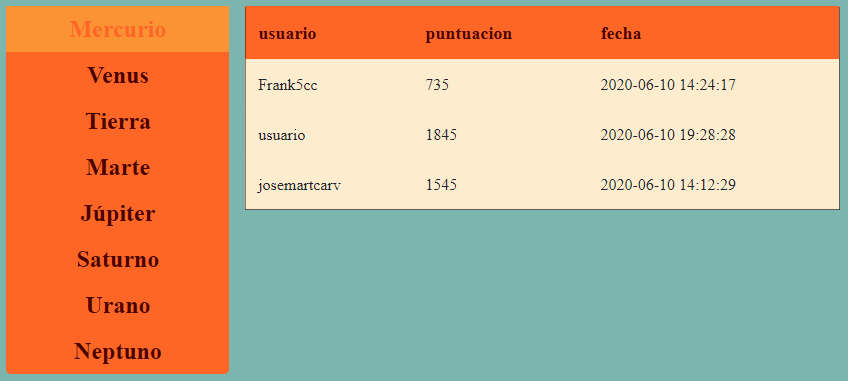 Mercurio
Venus
Tierra
Marte
Júpiter
Saturno
Urano
Neptuno
usuario puntuacion fecha
Frank5cc 735 2020-06-10 14:24:17
usuario 1845 2020-06-10 19:28:28
josemartcarv 1545 2020-06-10 14:12:29